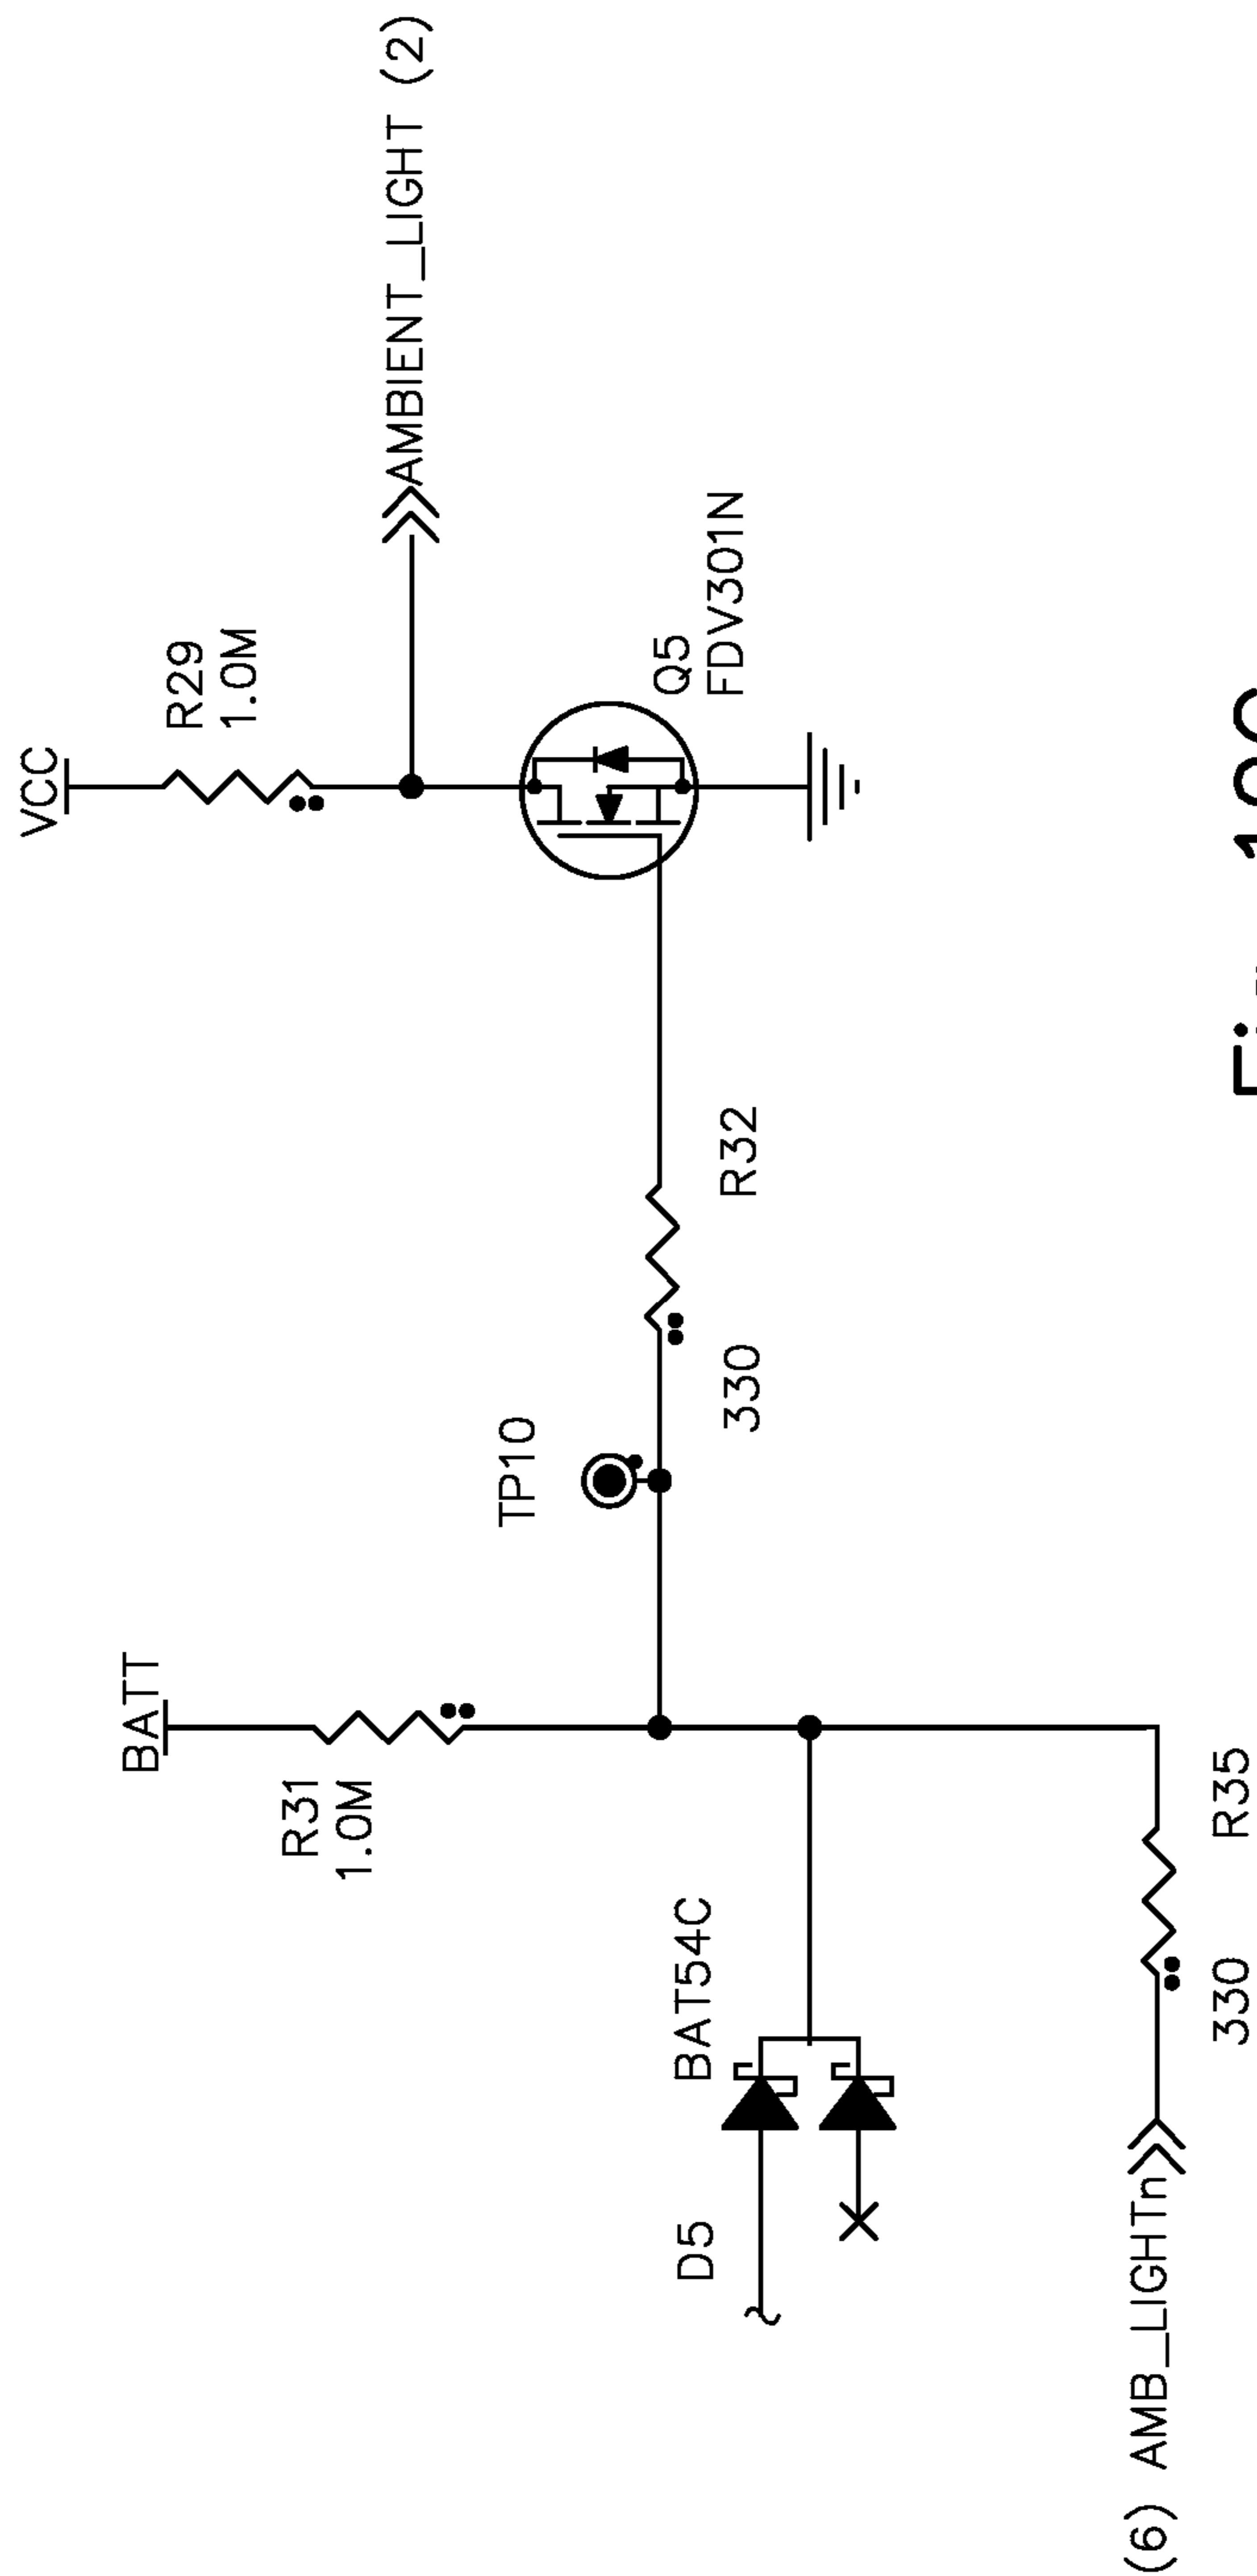 VCC
R29
1.0M
AMBIENT_LIGHT (2)
BATT
R31
1.0M
TP10
Q5
FDV301N
330
R32
D5
BAT54C
(6) AMB_LIGHTn
330
R35